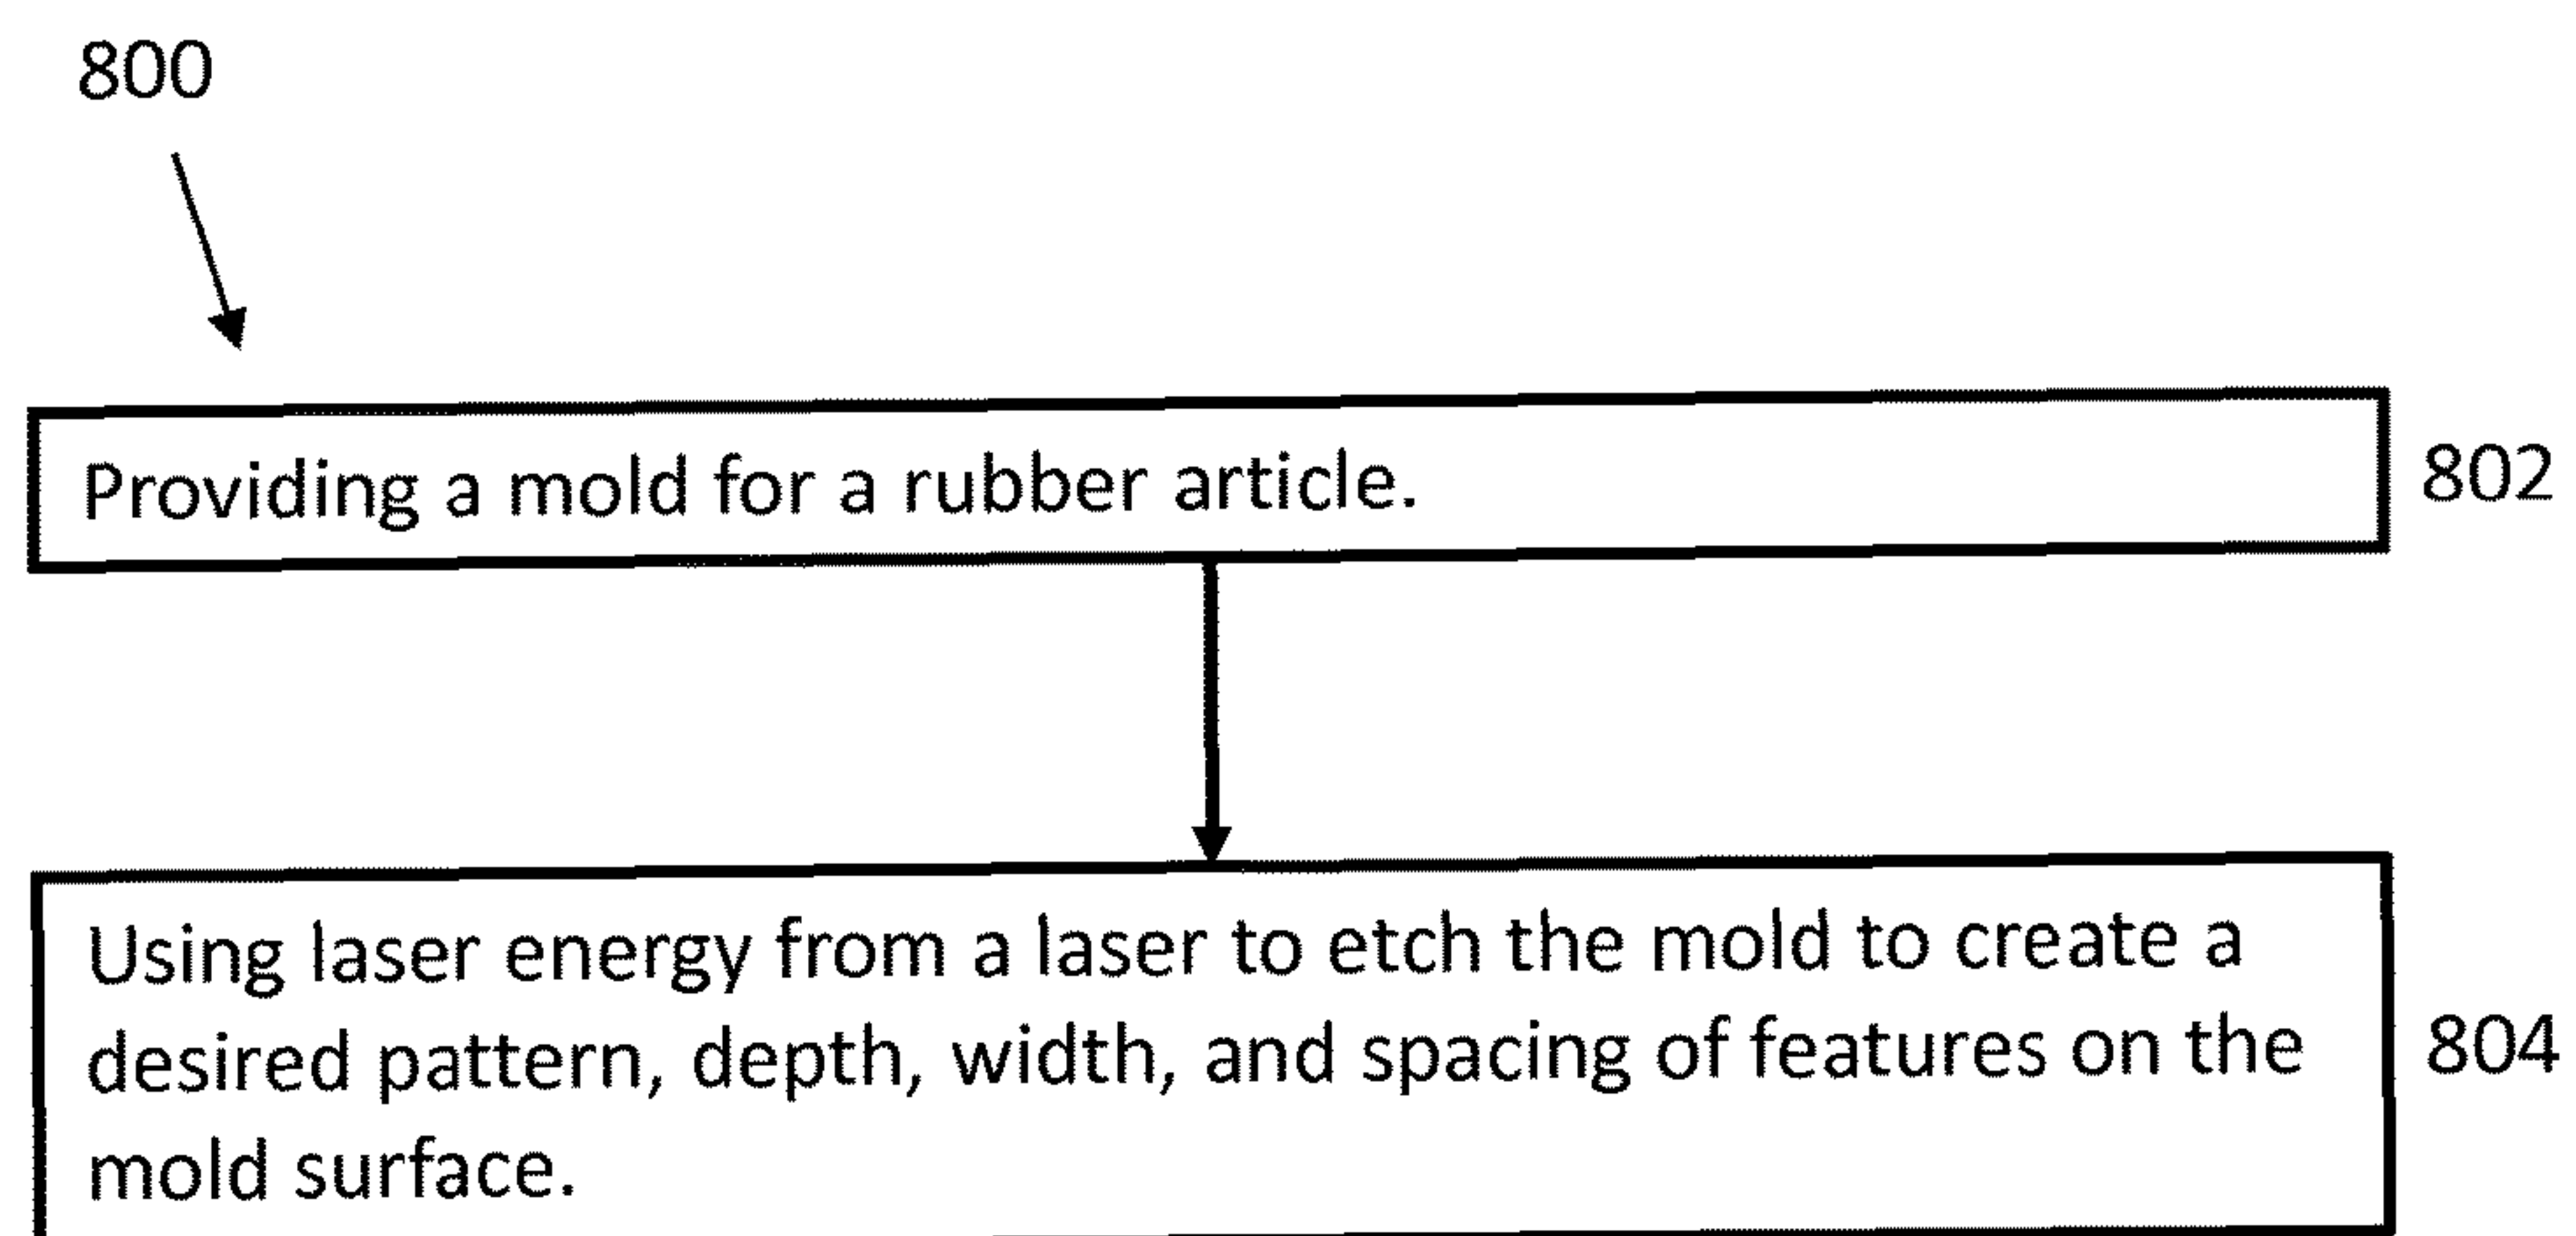 800
Providing a mold for a rubber article.
802
Using laser energy from a laser to etch the mold to create a
desired pattern, depth, width, and spacing of features on the
804
mold surface.